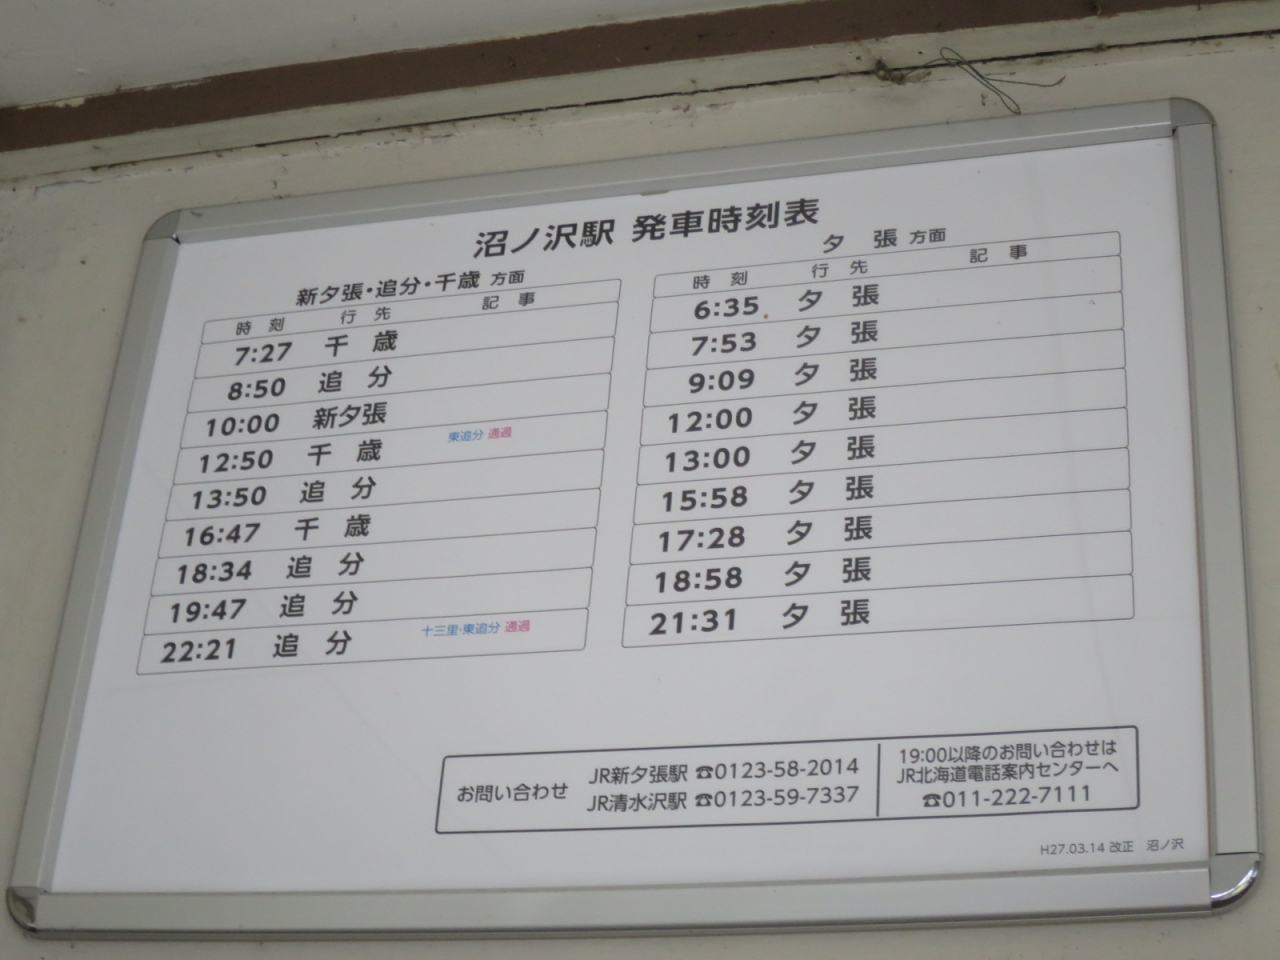 沼ノ沢駅 発車時刻表
新夕張・追分・千歳 方面
時刻 行先 記事
7:27 千歳
8:50 追分
10:00 新夕張
12:50 千歳 東追分 通過
13:50 追分
16:47 千歳
18:34 追分
19:47 追分
22:21 追分 十三里・東追分 通過
夕張 方面
時刻 行先 記事
6:35 夕張
7:53 夕張
9:09 夕張
12:00 夕張
13:00 夕張
15:58 夕張
17:28 夕張
18:58 夕張
21:31 夕張
お問い合わせ
JR新夕張駅 ☎0123-58-2014
JR清水沢駅 ☎0123-59-7337
19:00以降のお問い合わせは
JR北海道電話案内センターへ
☎011-222-7111
H27.03.14 改正 沼ノ沢